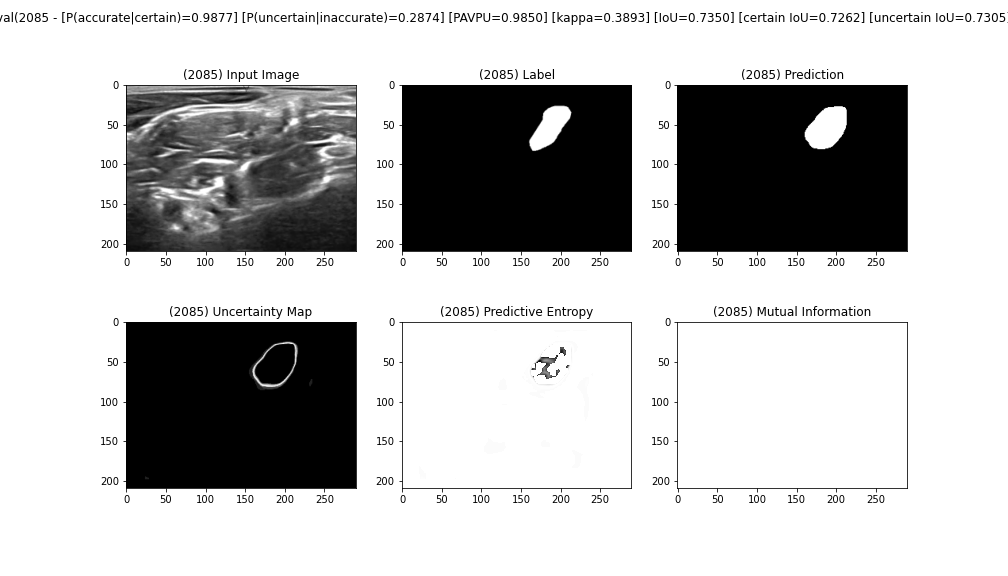 val(2085 - [P(accurate|certain)=0.9877] [P(uncertain|inaccurate)=0.2874] [PAVPU=0.9850] [kappa=0.3893] [IoU=0.7350] [certain IoU=0.7262] [uncertain IoU=0.7305]
(2085) Input Image
(2085) Label
(2085) Prediction
0
50
100
150
200
0 50 100 150 200 250
0
50
100
150
200
0 50 100 150 200 250
0
50
100
150
200
0 50 100 150 200 250
(2085) Uncertainty Map
(2085) Predictive Entropy
(2085) Mutual Information
0
50
100
150
200
0 50 100 150 200 250
0
50
100
150
200
0 50 100 150 200 250
0
50
100
150
200
0 50 100 150 200 250